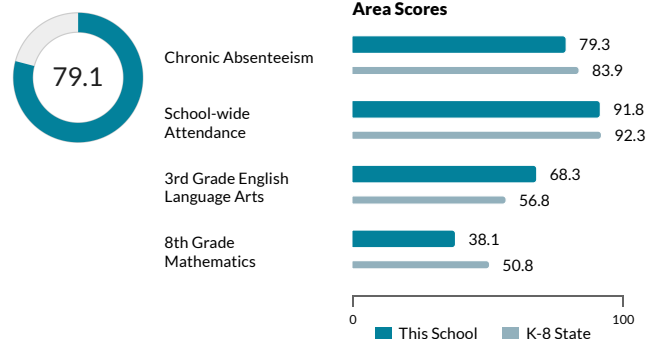 Area Scores
79.1
Chronic Absenteeism
79.3
83.9
School-wide
Attendance
91.8
92.3
3rd Grade English
Language Arts
68.3
56.8
8th Grade
Mathematics
38.1
50.8
0
100
This School
K-8 State